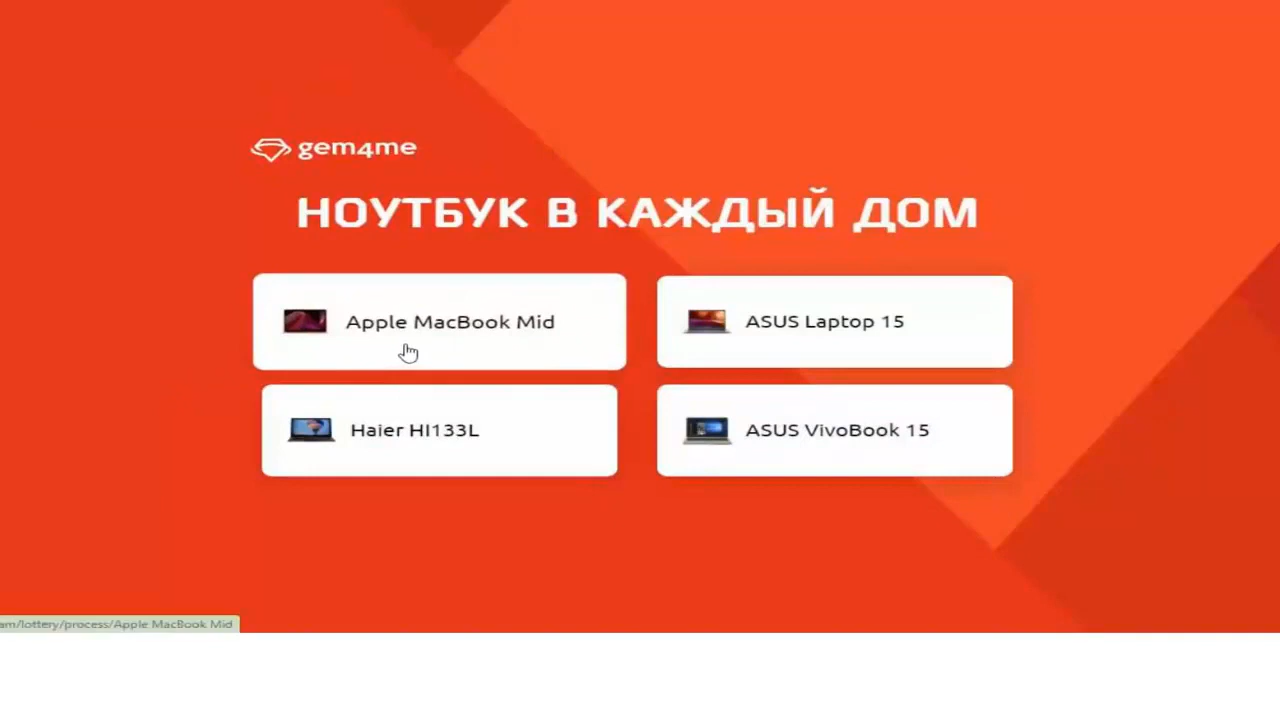 gem4me
НОУТБУК В КАЖДЫЙ ДОМ
Apple MacBook Mid
ASUS Laptop 15
Haier HI133L
ASUS VivoBook 15
am/lottery/process/Apple MacBook Mid